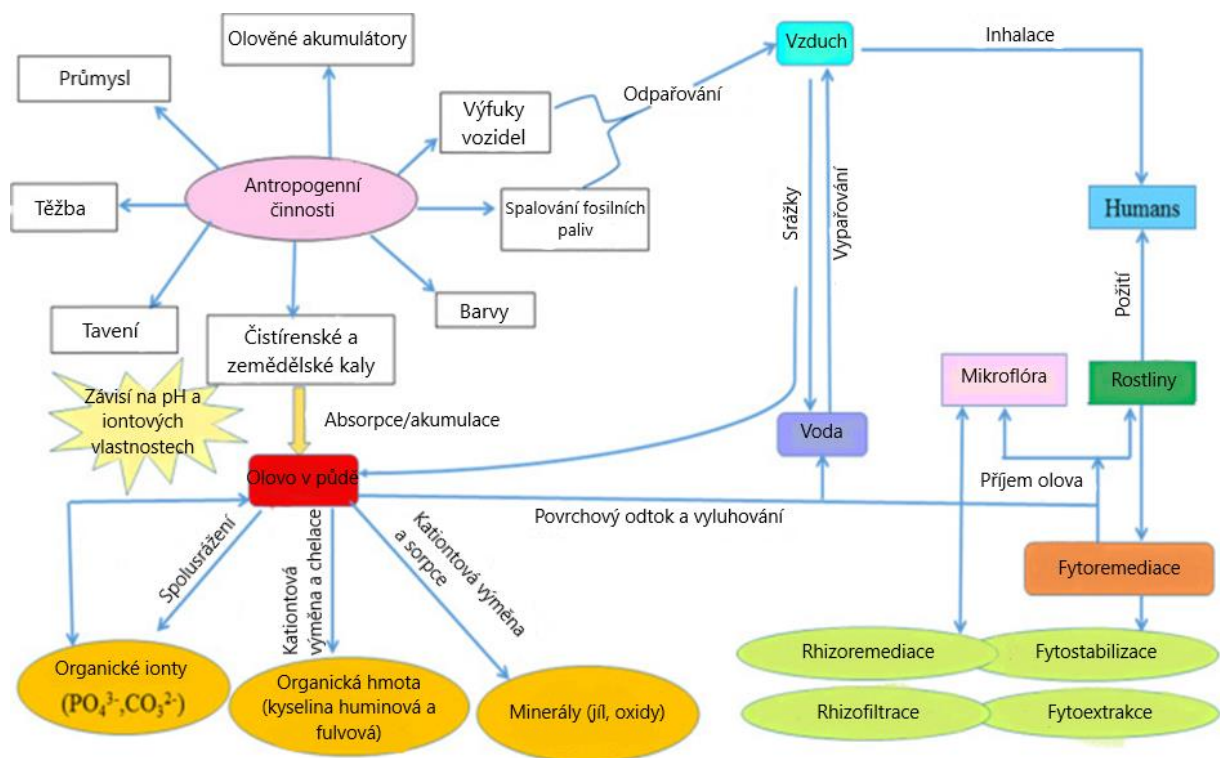 Olověné akumulátory
Vzduch
Inhalace
Průmysl
Výfuky
vozidel
Odpařování
Antropogenní
činnosti
Těžba
Spalování fosilních
paliv
Srážky
Vypařování
Humans
Požití
Tavení
Čistírenské a
zemědělské kaly
Barvy
Závisí na pH a
iontových
vlastnostech
Absorpce/akumulace
Mikroflóra
Rostliny
Voda
Olovo v půdě
Příjem olova
Povrchový odtok a vyluhování
Spolusrážení
Kationtová
výměna a chelace
Kationtová výměna
a sorpce
Fytoremediace
Organické ionty
(PO₄³⁻,CO₃²⁻)
Organická hmota
(kyselina huminová a
fulvová)
Minerály (jíl, oxidy)
Rhizoremediace
Fytostabilizace
Rhizofiltrace
Fytoextrakce